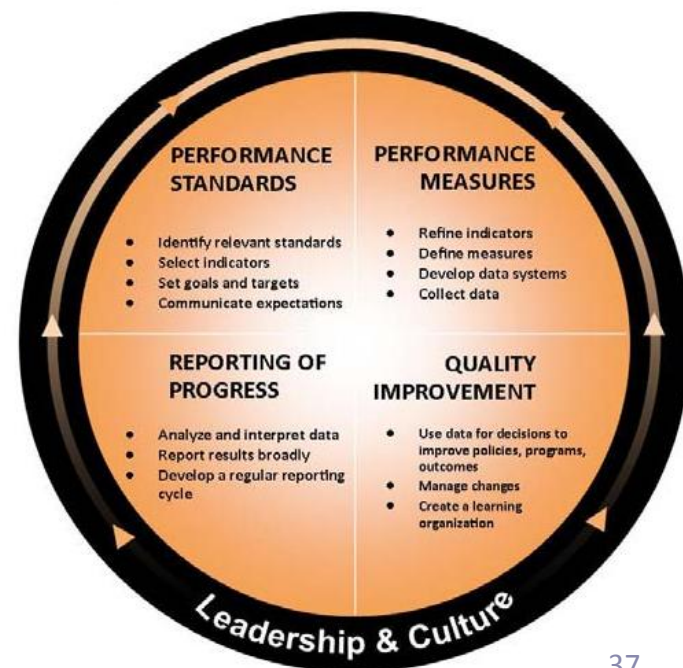 PERFORMANCE
STANDARDS
• Identify relevant standards
• Select indicators
• Set goals and targets
• Communicate expectations
PERFORMANCE
MEASURES
• Refine indicators
• Define measures
• Develop data systems
• Collect data
REPORTING OF
PROGRESS
• Analyze and interpret data
• Report results broadly
• Develop a regular reporting
cycle
QUALITY
IMPROVEMENT
• Use data for decisions to
improve policies, programs,
outcomes
• Manage changes
• Create a learning
organization
Leadership & Culture
37